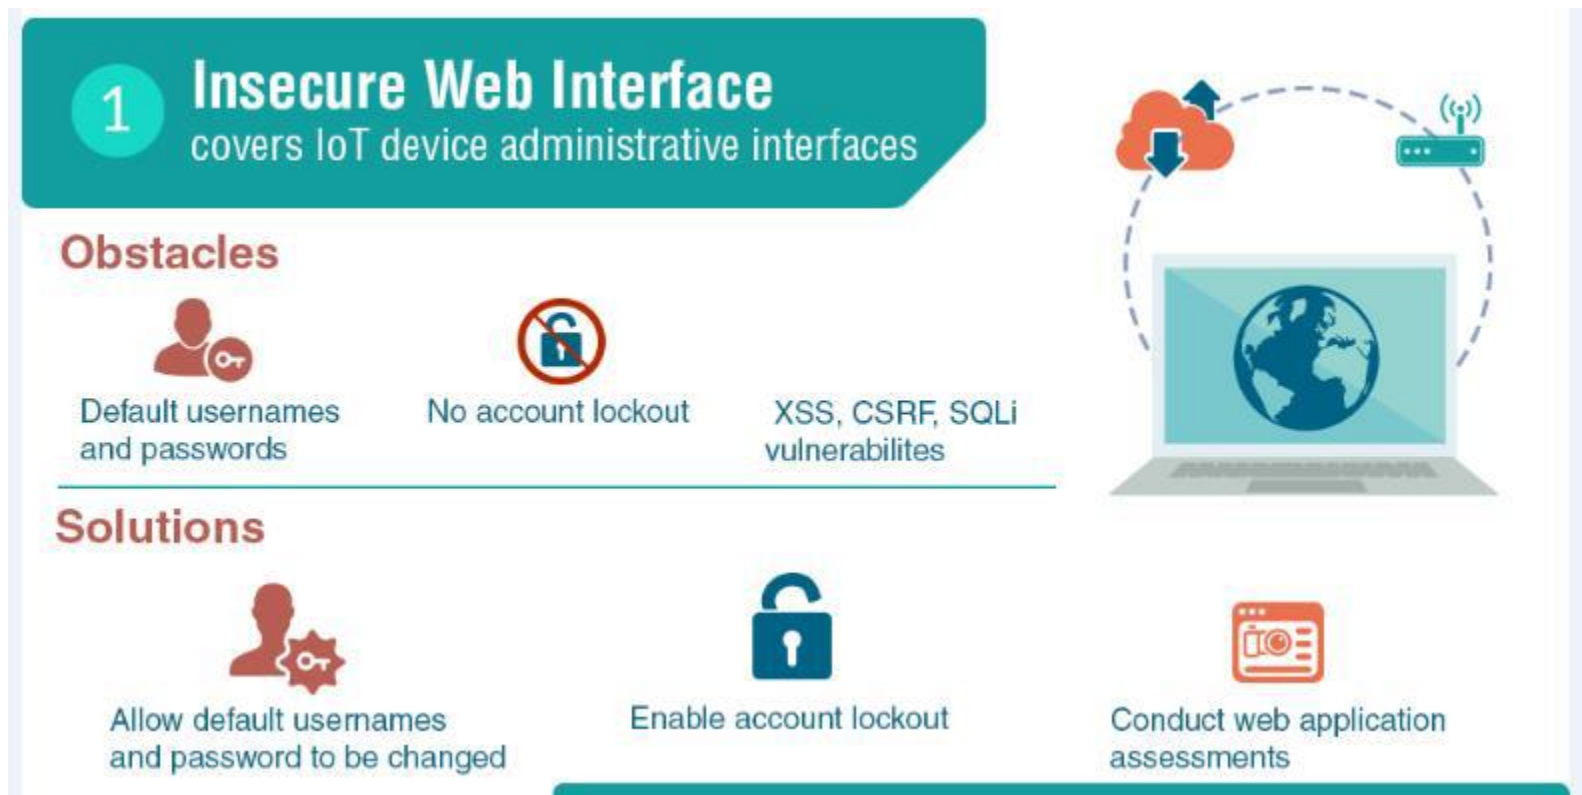 1
Insecure Web Interface
covers IoT device administrative interfaces
Obstacles
Default usernames
and passwords
No account lockout
XSS, CSRF, SQLi
vulnerabilites
Solutions
Allow default usernames
and password to be changed
Enable account lockout
Conduct web application
assessments